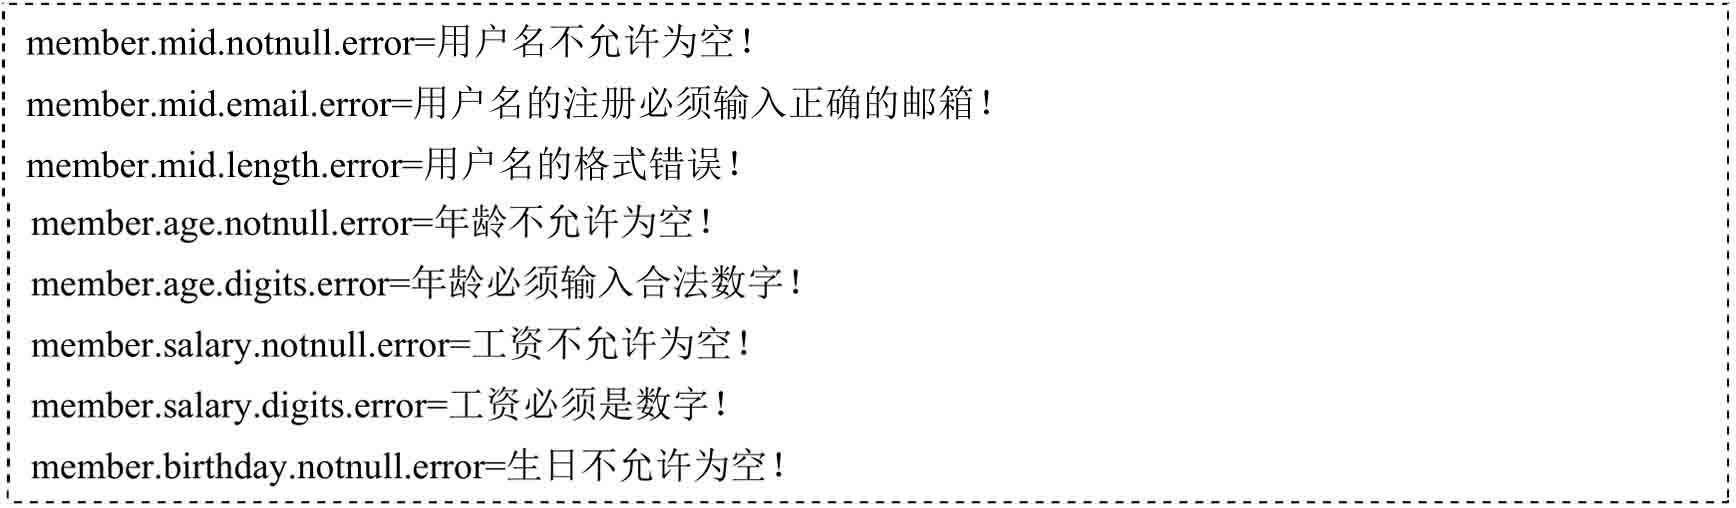 member.mid.notnull.error=用户名不允许为空！
member.mid.email.error=用户名的注册必须输入正确的邮箱！
member.mid.length.error=用户名的格式错误！
member.age.notnull.error=年龄不允许为空！
member.age.digits.error=年龄必须输入合法数字！
member.salary.notnull.error=工资不允许为空！
member.salary.digits.error=工资必须是数字！
member.birthday.notnull.error=生日不允许为空！